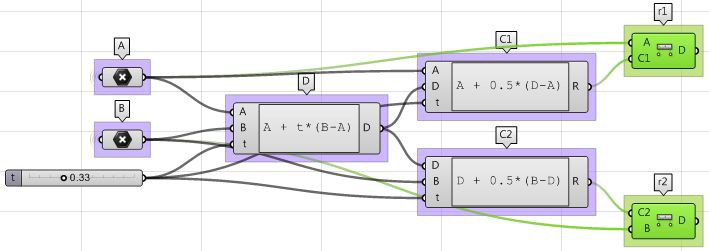 A
B
t 0.33
D
A
B
t
A + t*(B-A)
D
C1
A
D
t
A + 0.5*(D-A)
R
C2
D
B
t
D + 0.5*(B-D)
R
r1
A
C1
D
r2
C2
B
D